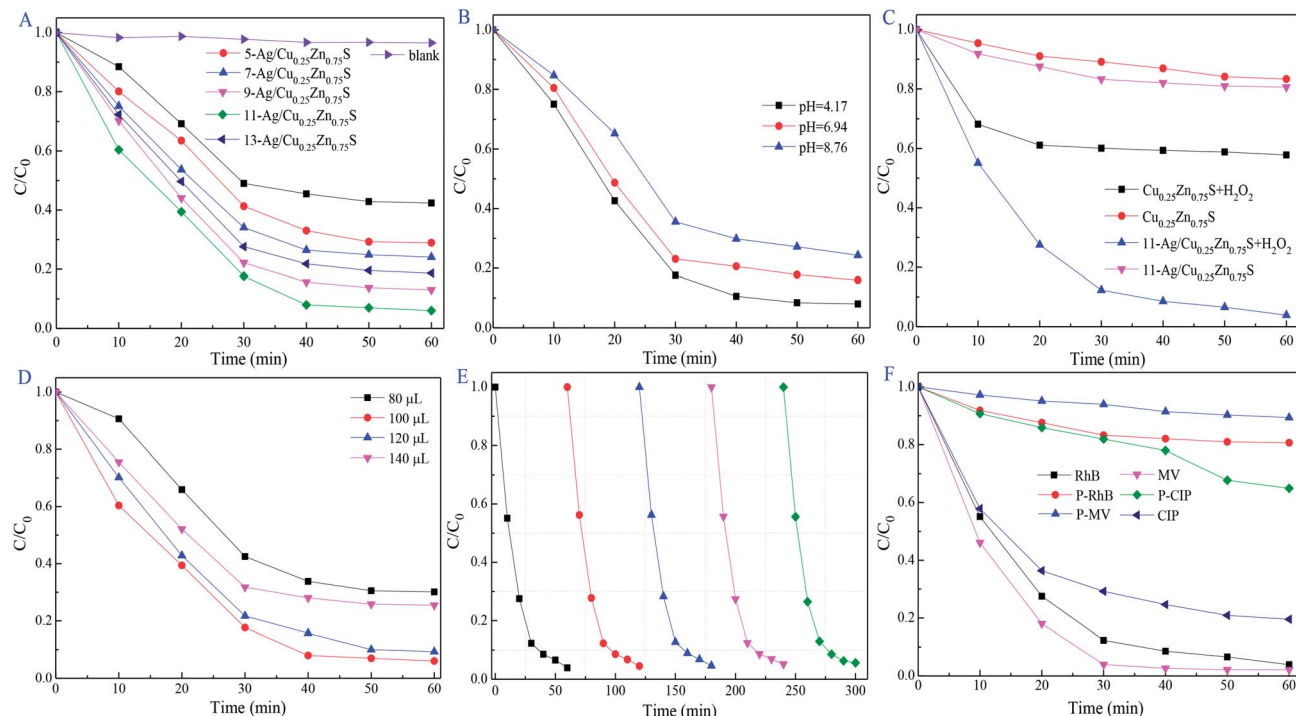 A
C/C₀
1.0
0.8
0.6
0.4
0.2
0.0
5-Ag/Cu₀.₂₅Zn₀.₇₅S
7-Ag/Cu₀.₂₅Zn₀.₇₅S
9-Ag/Cu₀.₂₅Zn₀.₇₅S
11-Ag/Cu₀.₂₅Zn₀.₇₅S
13-Ag/Cu₀.₂₅Zn₀.₇₅S
blank
0 10 20 30 40 50 60
Time (min)
B
C/C₀
1.0
0.8
0.6
0.4
0.2
0.0
pH=4.17
pH=6.94
pH=8.76
0 10 20 30 40 50 60
Time (min)
C
C/C₀
1.0
0.8
0.6
0.4
0.2
0.0
Cu₀.₂₅Zn₀.₇₅S+H₂O₂
Cu₀.₂₅Zn₀.₇₅S
11-Ag/Cu₀.₂₅Zn₀.₇₅S+H₂O₂
11-Ag/Cu₀.₂₅Zn₀.₇₅S
0 10 20 30 40 50 60
Time (min)
D
C/C₀
1.0
0.8
0.6
0.4
0.2
0.0
80 μL
100 μL
120 μL
140 μL
0 10 20 30 40 50 60
Time (min)
E
C/C₀
1.0
0.8
0.6
0.4
0.2
0.0
0 50 100 150 200 250 300
Time (min)
F
C/C₀
1.0
0.8
0.6
0.4
0.2
0.0
RhB MV
P-RhB P-CIP
P-MV CIP
0 10 20 30 40 50 60
Time (min)